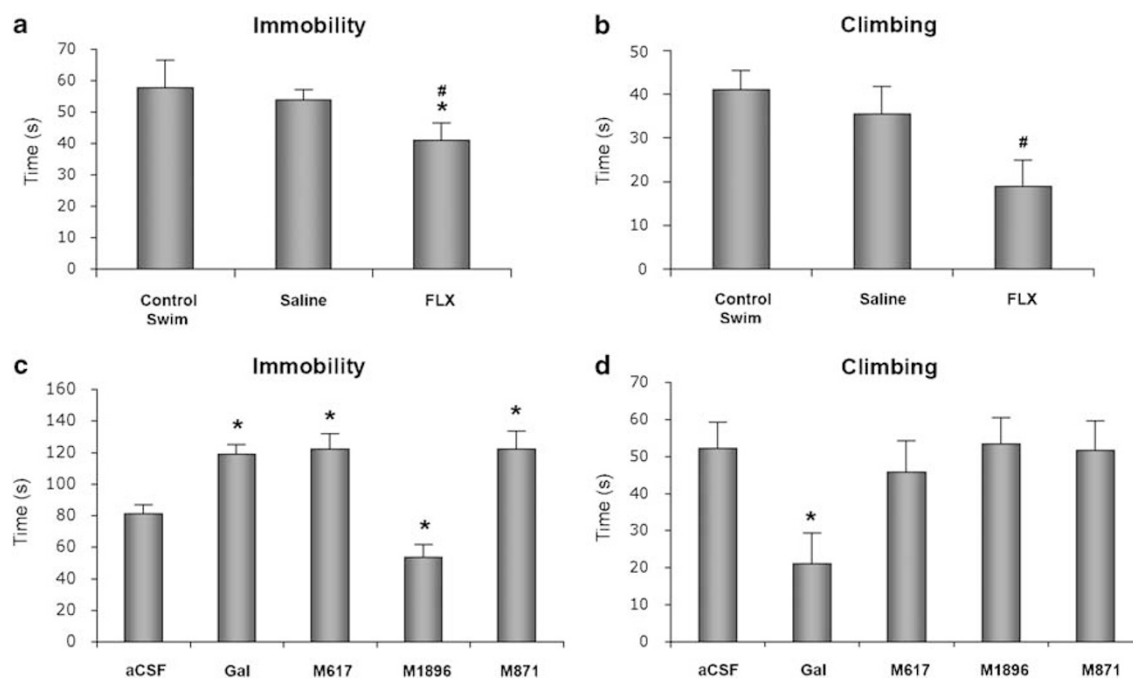 a
Immobility
Time (s)
70
60
50
40
30
20
10
0
#
*
Control
Swim
Saline
FLX
b
Climbing
Time (s)
50
40
30
20
10
0
#
Control
Swim
Saline
FLX
c
Immobility
Time (s)
160
140
120
100
80
60
40
20
0
*
*
*
*
aCSF
Gal
M617
M1896
M871
d
Climbing
Time (s)
70
60
50
40
30
20
10
0
*
aCSF
Gal
M617
M1896
M871